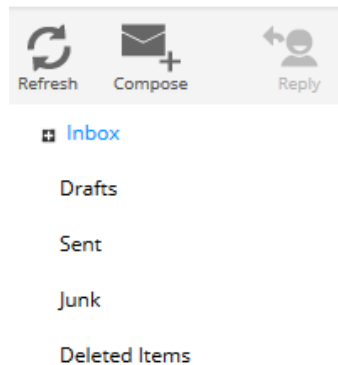 Refresh Compose Reply
Inbox
Drafts
Sent
Junk
Deleted Items